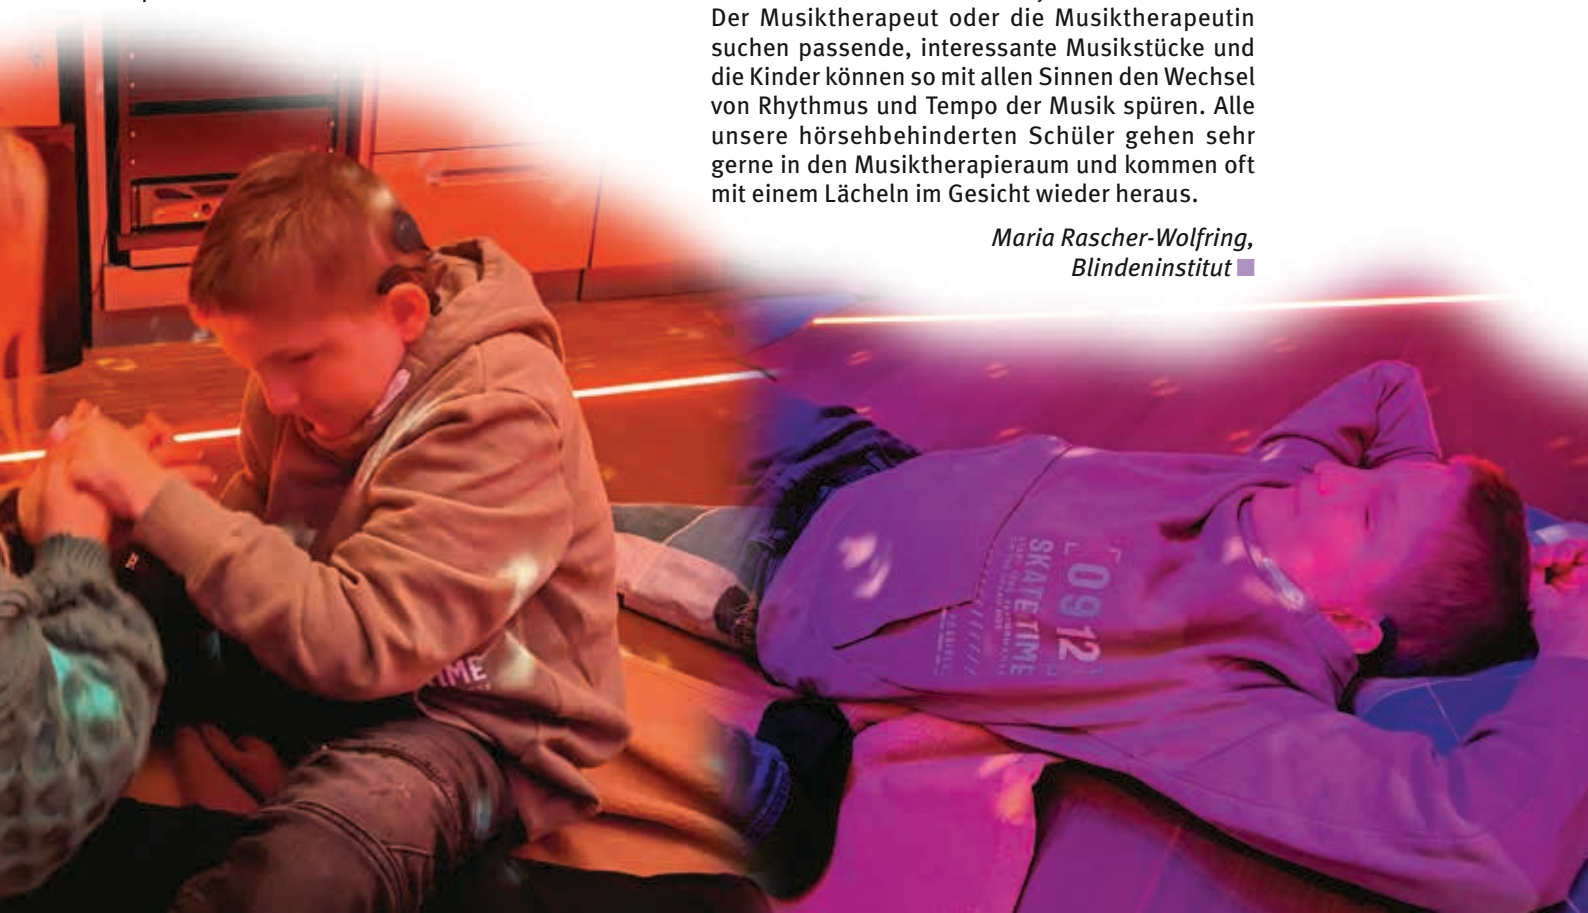 Der Musiktherapeut oder die Musiktherapeutin
suchen passende, interessante Musikstücke und
die Kinder können so mit allen Sinnen den Wechsel
von Rhythmus und Tempo der Musik spüren. Alle
unsere hörsehbehinderten Schüler gehen sehr
gerne in den Musiktherapieraum und kommen oft
mit einem Lächeln im Gesicht wieder heraus.
Maria Rascher-Wolfring,
Blindeninstitut
IME
0912
SKATETIME